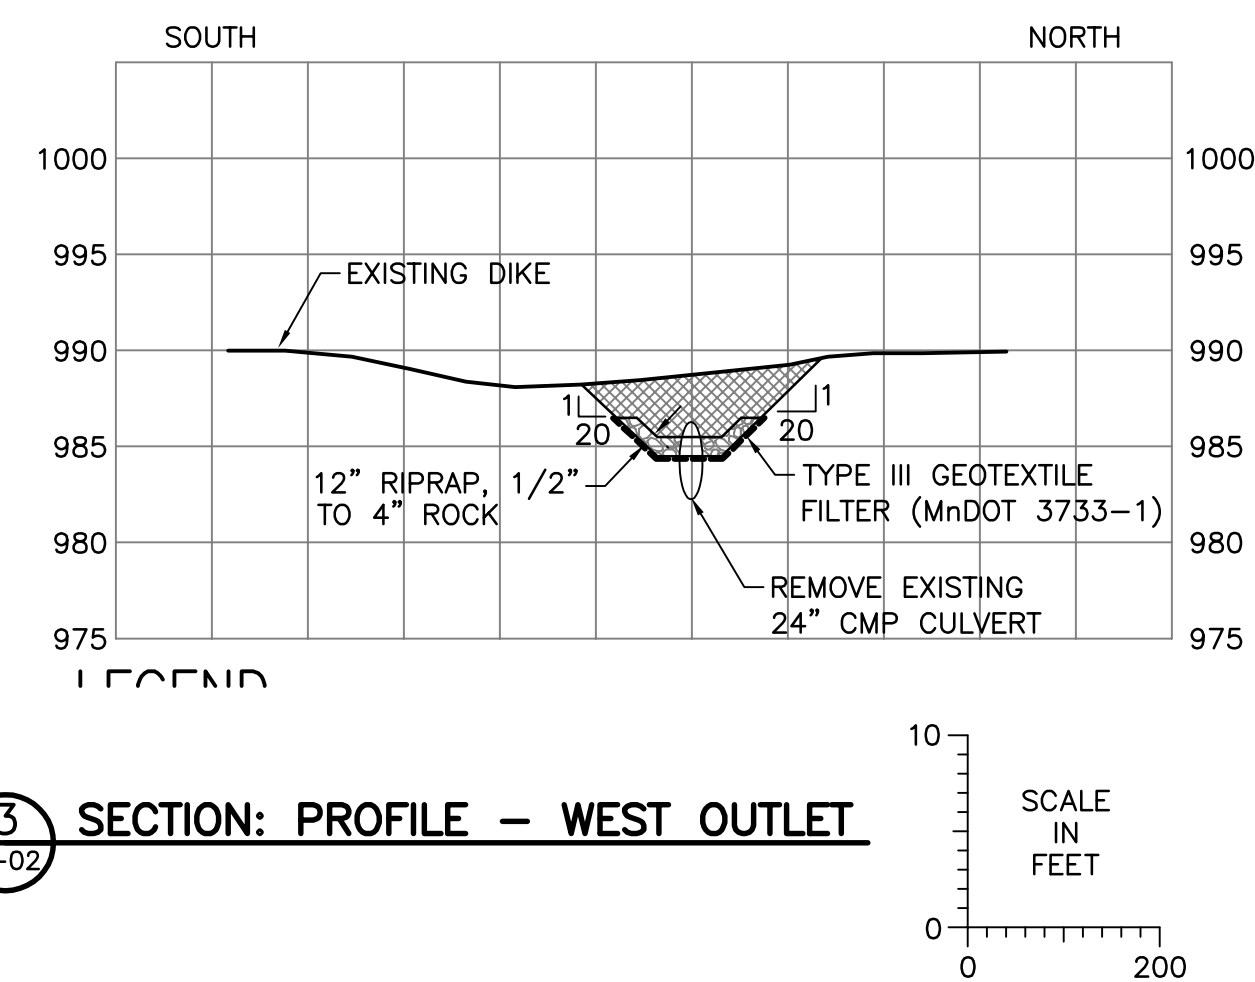 SOUTH
NORTH
1000
1000
995
995
EXISTING DIKE
990
990
1
1
20
20
985
985
12” RIPRAP, 1/2”
TO 4” ROCK
TYPE III GEOTEXTILE
FILTER (MnDOT 3733–1)
980
980
REMOVE EXISTING
24” CMP CULVERT
975
975
LEGEND
3
-02
SECTION: PROFILE – WEST OUTLET
10
SCALE
IN
FEET
0
0
200